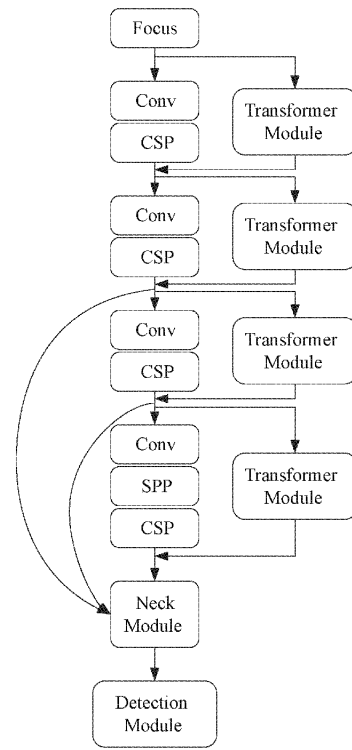 Focus
Conv
CSP
Transformer
Module
Conv
CSP
Transformer
Module
Conv
CSP
Transformer
Module
Conv
SPP
CSP
Transformer
Module
Neck
Module
Detection
Module